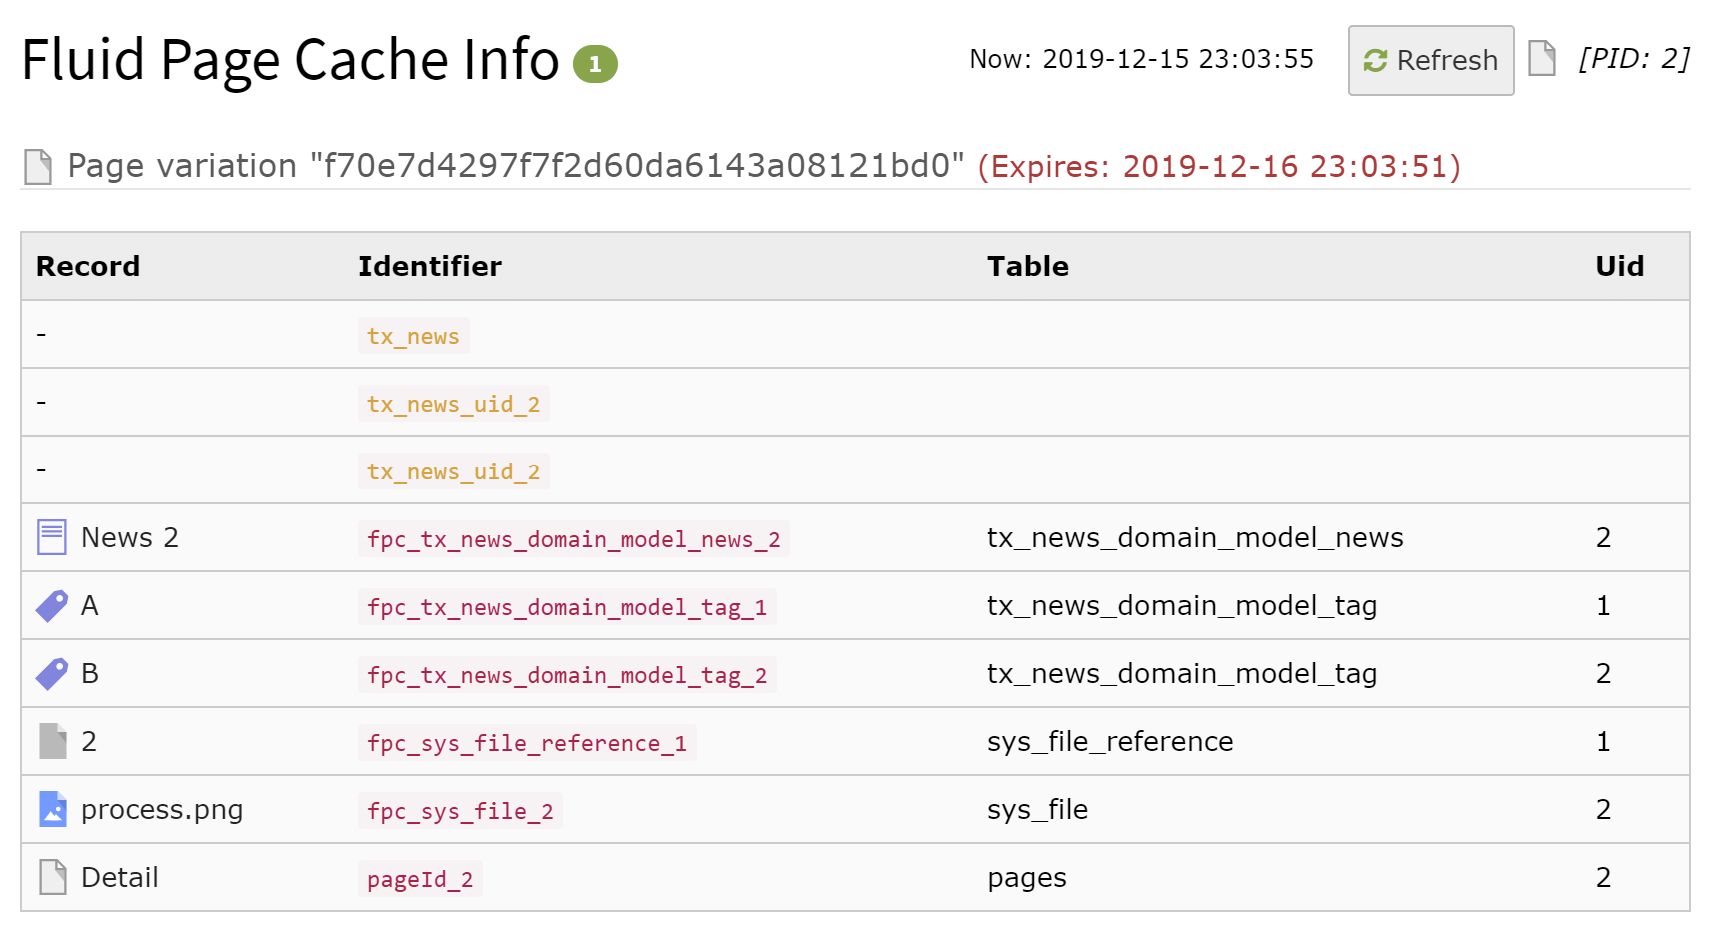 Fluid Page Cache Info 1 Now: 2019-12-15 23:03:55 Refresh [PID: 2]
Page variation "f70e7d4297f7f2d60da6143a08121bd0" (Expires: 2019-12-16 23:03:51)
Record Identifier Table Uid
- tx_news
- tx_news_uid_2
- tx_news_uid_2
News 2 fpc_tx_news_domain_model_news_2 tx_news_domain_model_news 2
A fpc_tx_news_domain_model_tag_1 tx_news_domain_model_tag 1
B fpc_tx_news_domain_model_tag_2 tx_news_domain_model_tag 2
2 fpc_sys_file_reference_1 sys_file_reference 1
process.png fpc_sys_file_2 sys_file 2
Detail pageId_2 pages 2